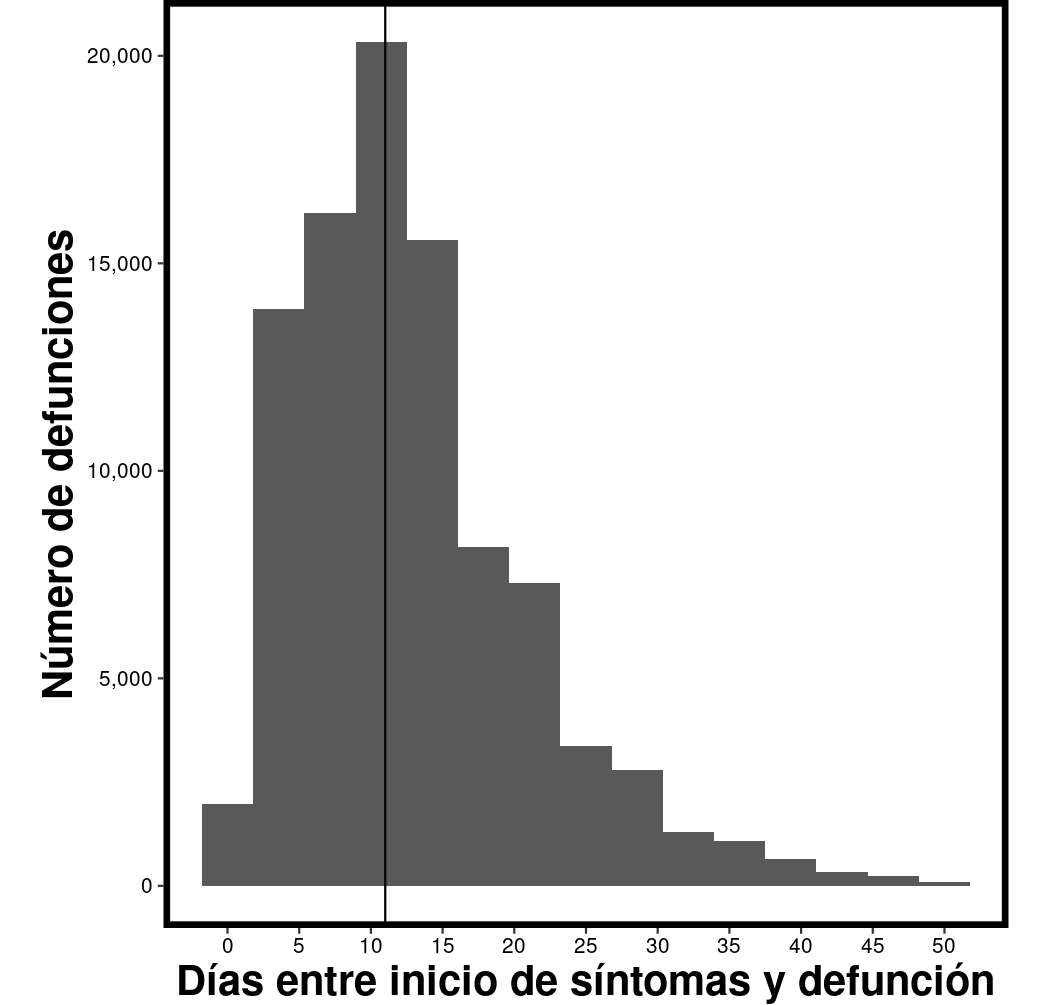 Número de defunciones
20,000
15,000
10,000
5,000
0
0 5 10 15 20 25 30 35 40 45 50
Días entre inicio de síntomas y defunción